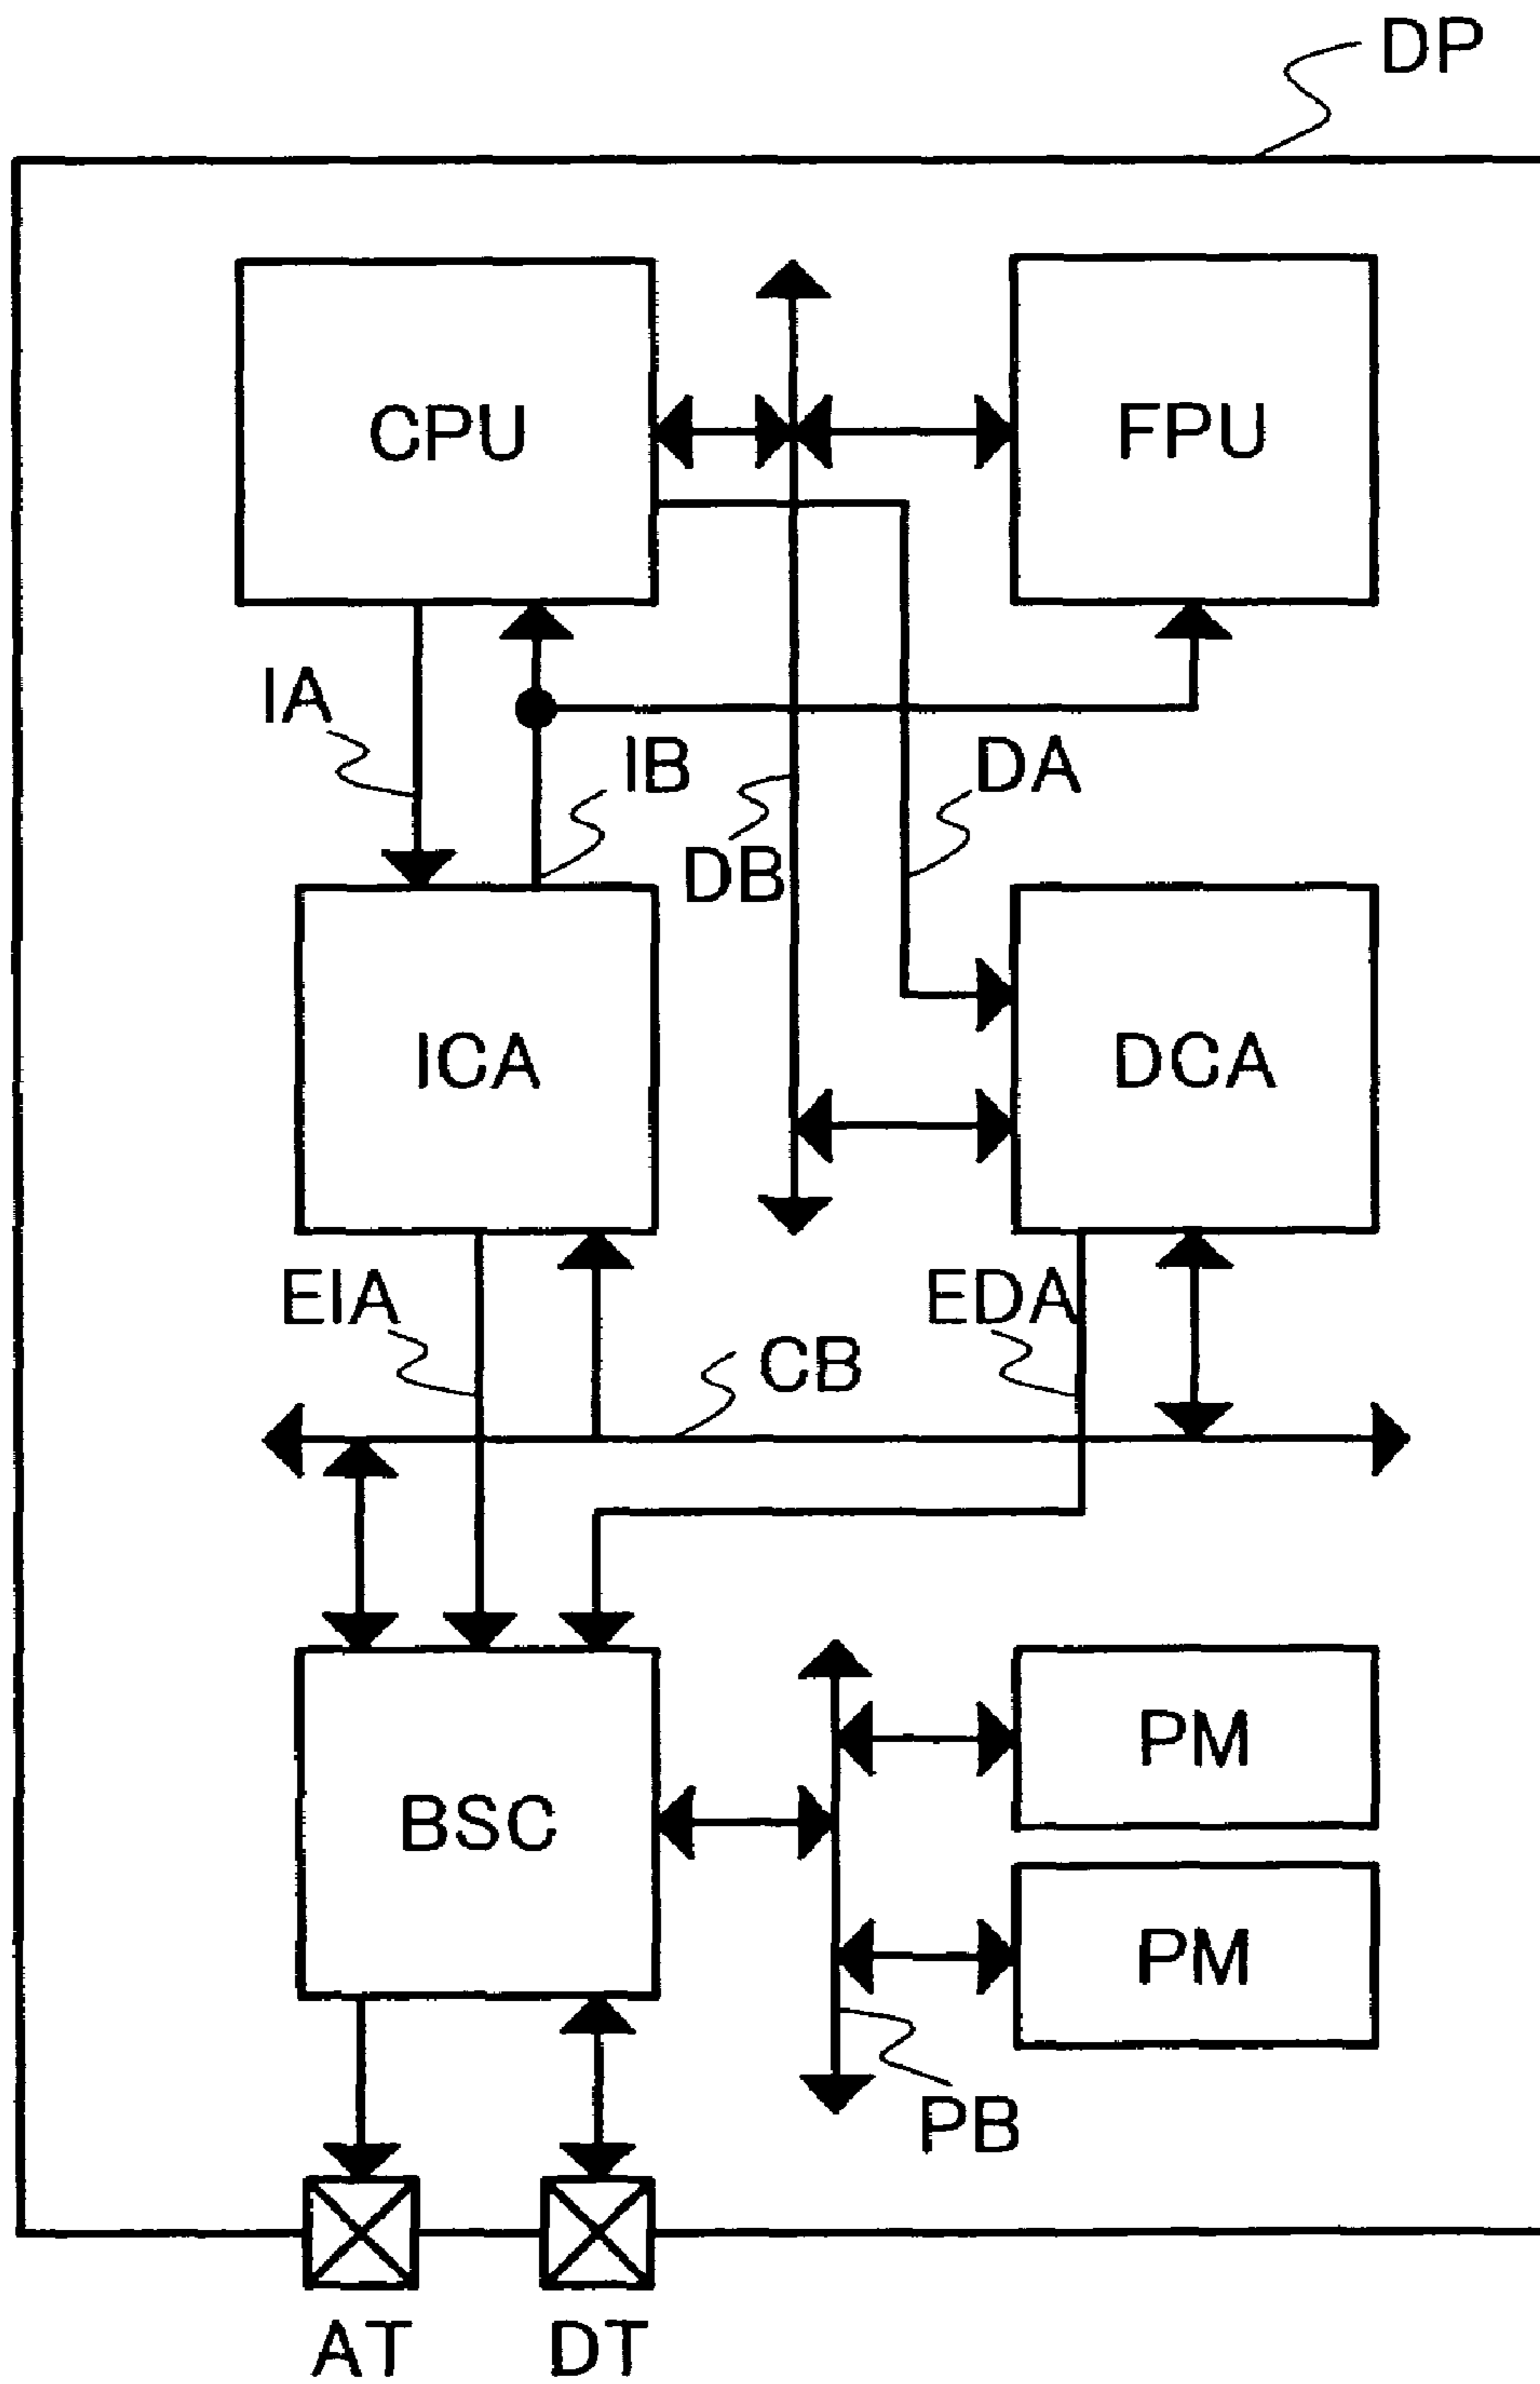 DP
CPU
FPU
IA
IB
DA
DB
ICA
DCA
EIA
EDA
CB
PM
BSC
PM
PB
AT
DT